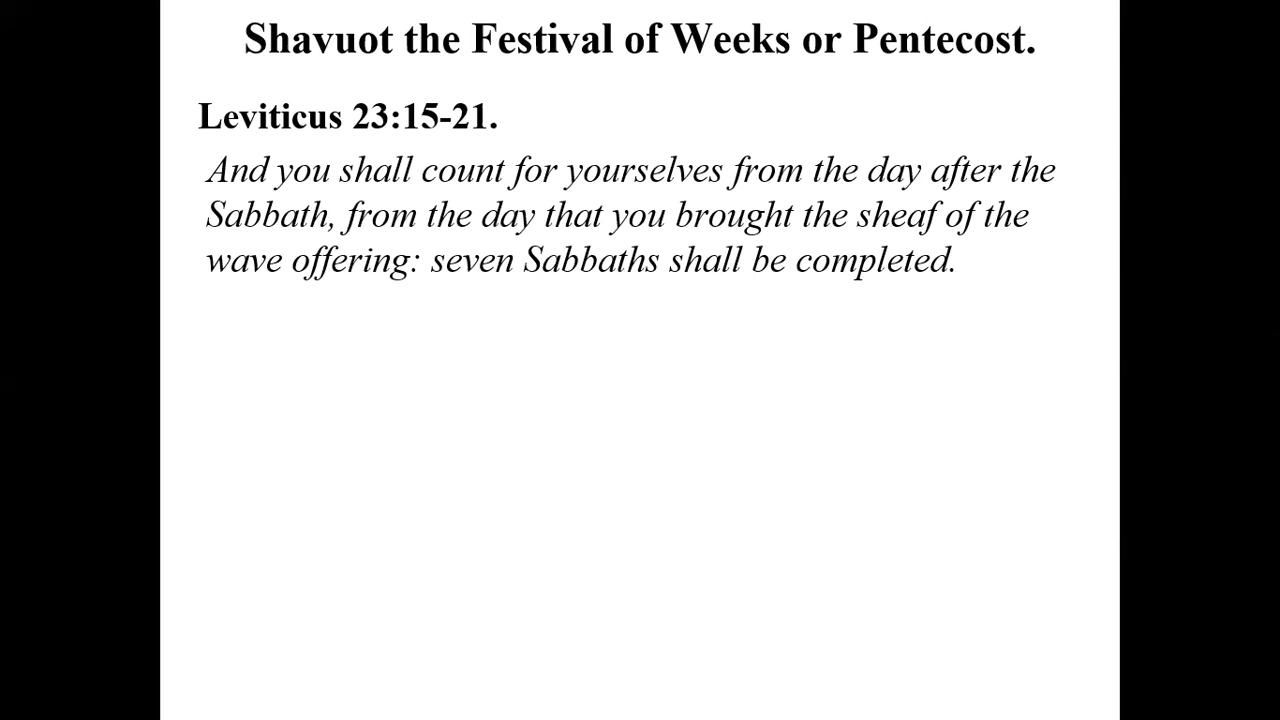 Shavuot the Festival of Weeks or Pentecost.
Leviticus 23:15-21.
And you shall count for yourselves from the day after the
Sabbath, from the day that you brought the sheaf of the
wave offering: seven Sabbaths shall be completed.